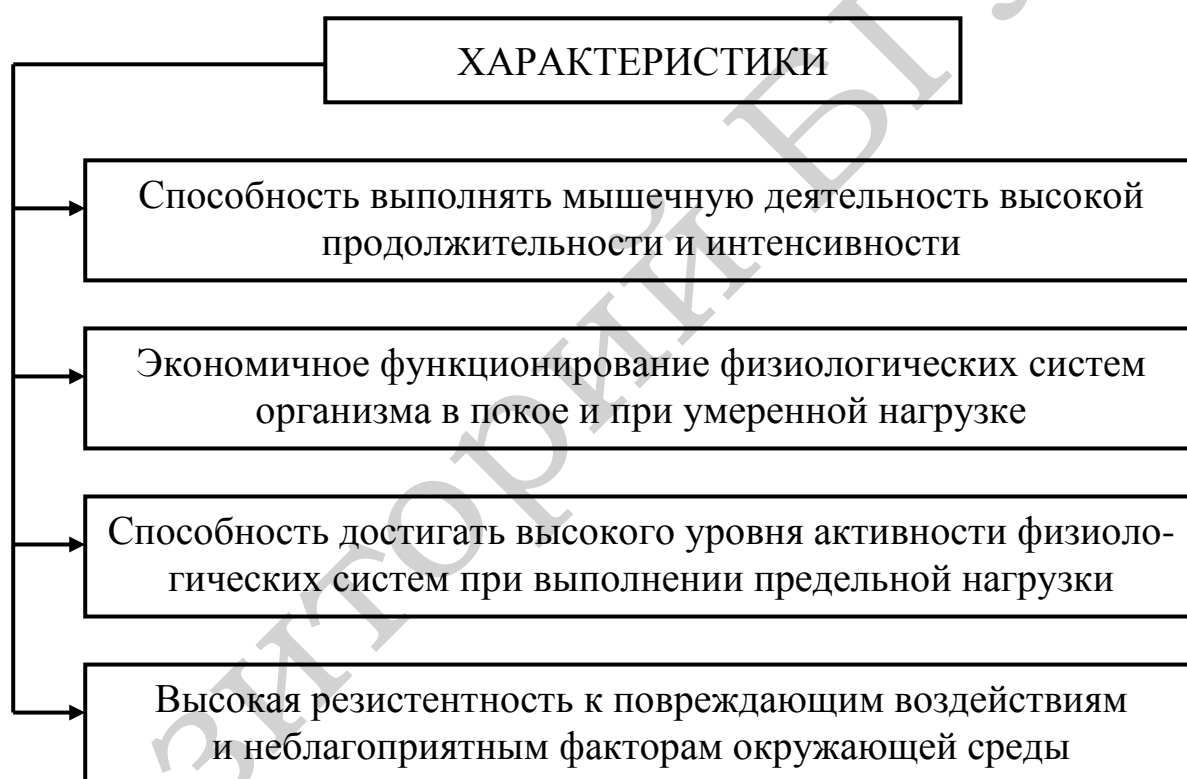 ХАРАКТЕРИСТИКИ
Способность выполнять мышечную деятельность высокой
продолжительности и интенсивности
Экономичное функционирование физиологических систем
организма в покое и при умеренной нагрузке
Способность достигать высокого уровня активности физиоло-
гических систем при выполнении предельной нагрузки
Высокая резистентность к повреждающим воздействиям
и неблагоприятным факторам окружающей среды